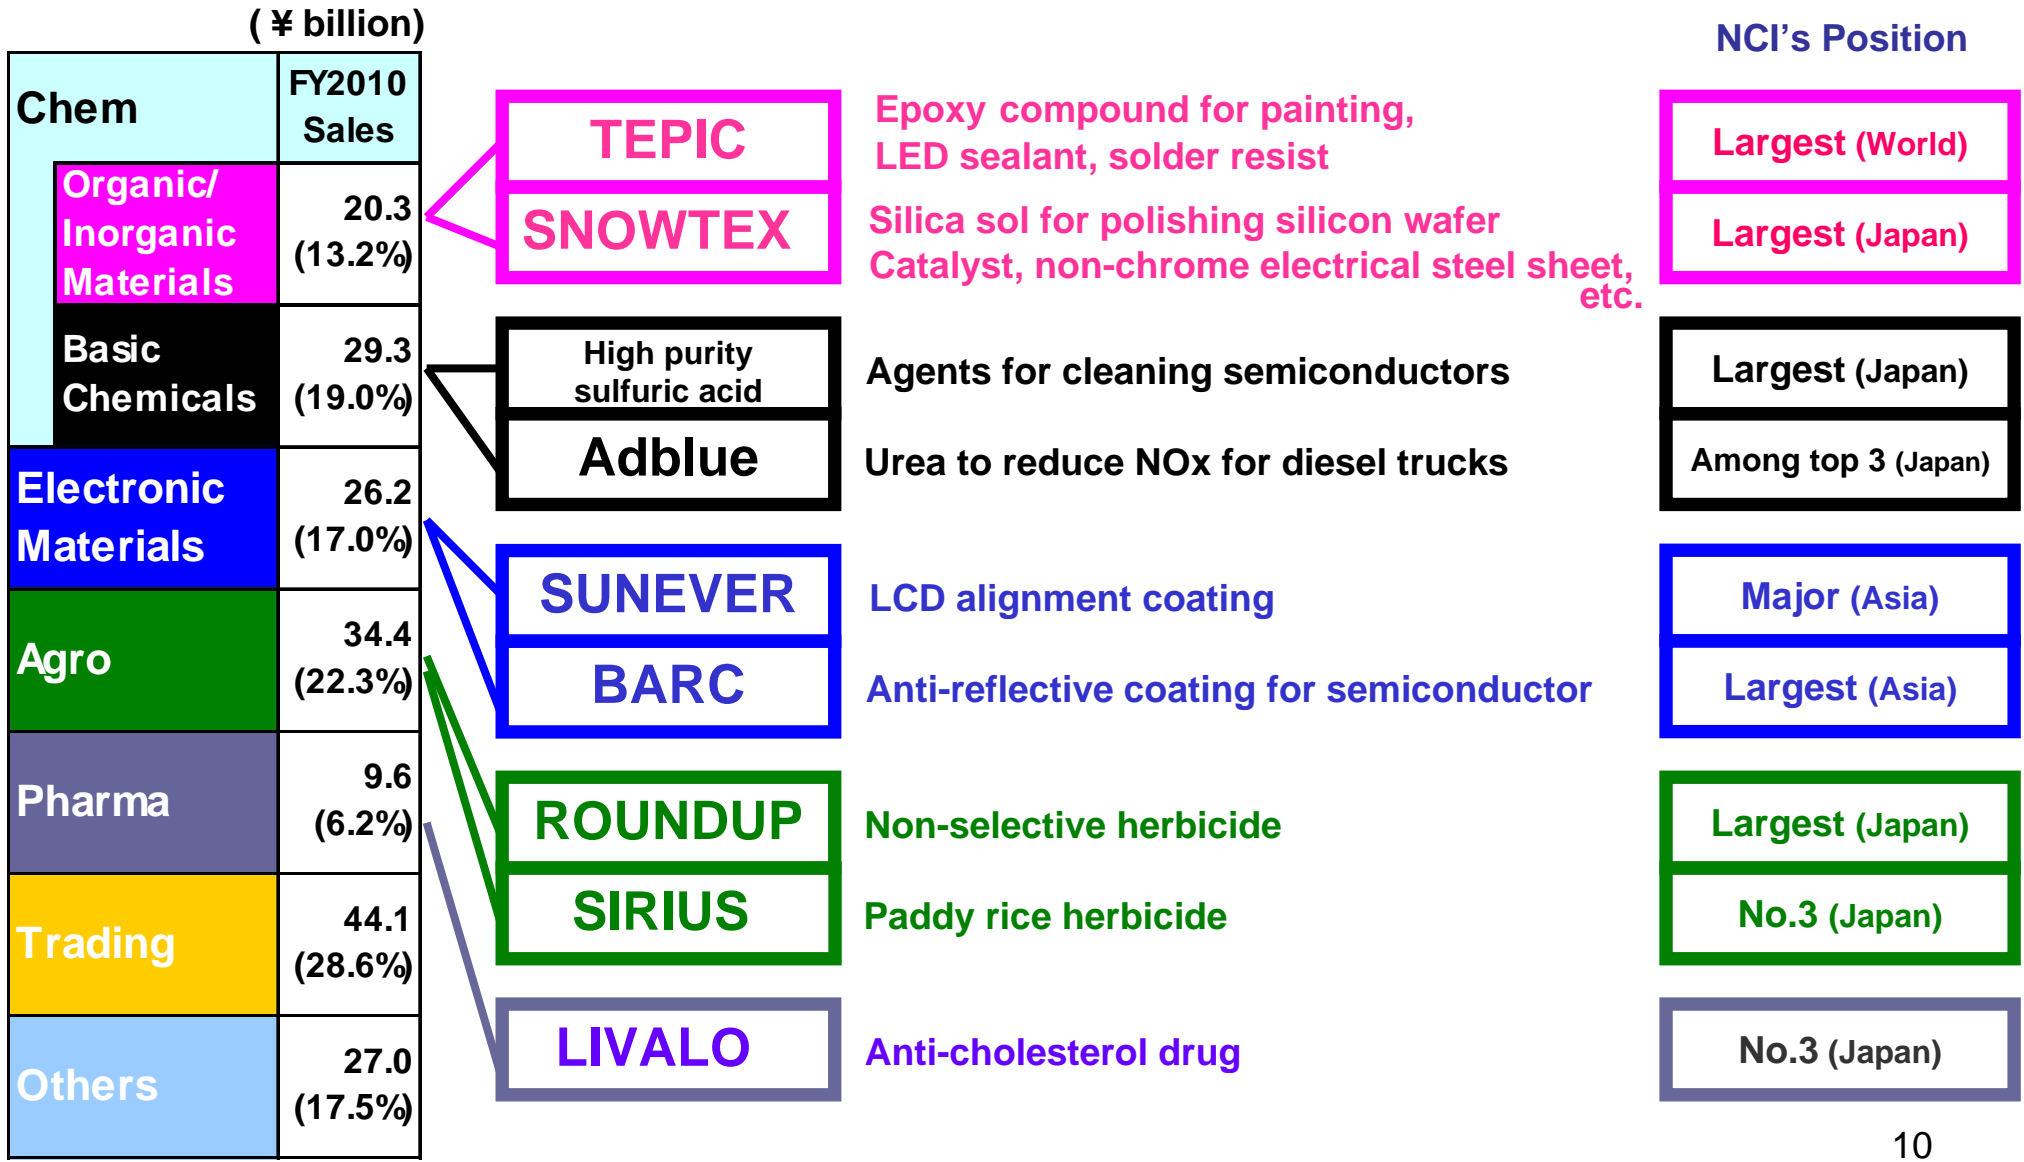 ( ¥ billion)
NCI's Position
Chem
FY2010
Sales
Organic/
Inorganic
Materials
20.3
(13.2%)
TEPIC
Epoxy compound for painting,
LED sealant, solder resist
Largest (World)
SNOWTEX
Silica sol for polishing silicon wafer
Catalyst, non-chrome electrical steel sheet,
etc.
Largest (Japan)
Basic
Chemicals
29.3
(19.0%)
High purity
sulfuric acid
Agents for cleaning semiconductors
Largest (Japan)
Adblue
Urea to reduce NOx for diesel trucks
Among top 3 (Japan)
Electronic
Materials
26.2
(17.0%)
SUNEVER
LCD alignment coating
Major (Asia)
BARC
Anti-reflective coating for semiconductor
Largest (Asia)
Agro
34.4
(22.3%)
ROUNDUP
Non-selective herbicide
Largest (Japan)
SIRIUS
Paddy rice herbicide
No.3 (Japan)
Pharma
9.6
(6.2%)
LIVALO
Anti-cholesterol drug
No.3 (Japan)
Trading
44.1
(28.6%)
Others
27.0
(17.5%)
10